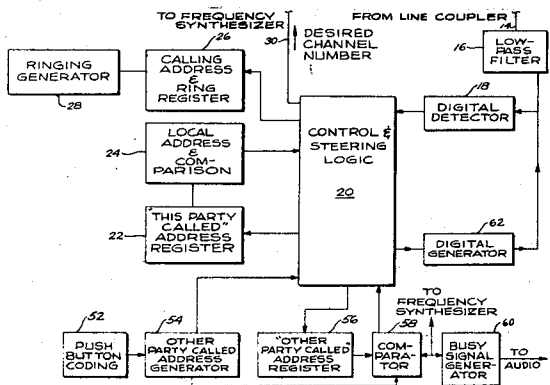 TO FREQUENCY
SYNTHESIZER
30
DESIRED
CHANNEL
NUMBER
FROM LINE COUPLER
14
16
LOW-
PASS
FILTER
26
RINGING
GENERATOR
28
CALLING
ADDRESS
&
RING
REGISTER
18
DIGITAL
DETECTOR
24
LOCAL
ADDRESS
&
COM-
PARISON
CONTROL &
STEERING
LOGIC
20
22
"THIS PARTY
CALLED"
ADDRESS
REGISTER
62
DIGITAL
GENERATOR
52
PUSH
BUTTON
CODING
54
OTHER
PARTY CALLED
ADDRESS
GENERATOR
56
"OTHER PARTY
CALLED"
ADDRESS
REGISTER
58
COM-
PARA-
TOR
TO
FREQUENCY
SYNTHESIZER
60
BUSY
SIGNAL
GENER-
ATOR
TO
AUDIO